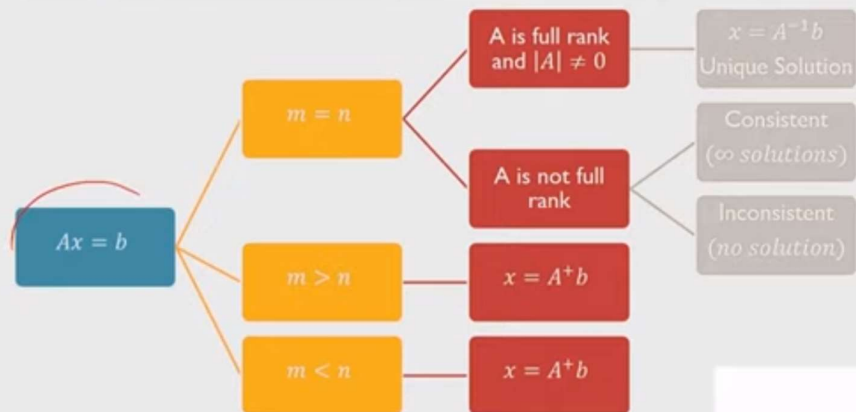 A is full rank
and |A| ≠ 0
x = A⁻¹b
Unique Solution
m = n
Consistent
(∞ solutions)
A is not full
rank
Inconsistent
(no solution)
Ax = b
m > n
x = A⁺b
m < n
x = A⁺b